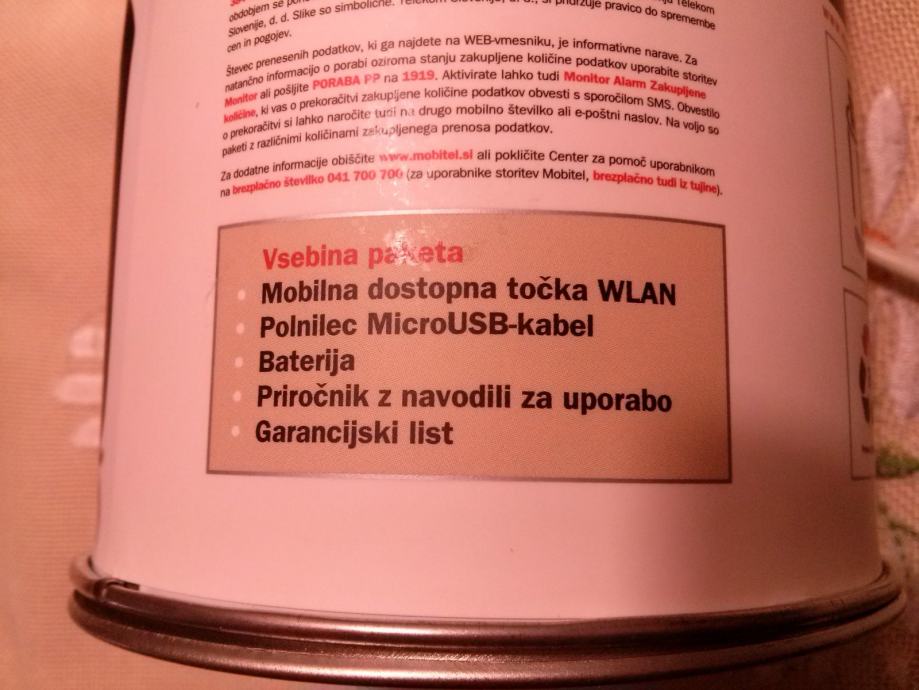 obdobjem se
Telekom
Slovenije, d. d. Slike so simbolične. Telekom Slovenije, d. d., si pridržuje pravico do spremembe
cen in pogojev.
Števec prenesenih podatkov, ki ga najdete na WEB-vmesniku, je informativne narave. Za
natančno informacijo o porabi oziroma stanju zakupljene količine podatkov uporabite storitev
Monitor ali pošljite PORABA PP na 1919. Aktivirate lahko tudi Monitor Alarm Zakupljene
količine, ki vas o prekoračitvi zakupljene količine podatkov obvesti s sporočilom SMS. Obvestilo
o prekoračitvi si lahko naročite tudi na drugo mobilno številko ali e-poštni naslov. Na voljo so
paketi z različnimi količinami zakupljenega prenosa podatkov.
Za dodatne informacije obiščite www.mobitel.si ali pokličite Center za pomoč uporabnikom
na brezplačno številko 041 700 700 (za uporabnike storitev Mobitel, brezplačno tudi iz tujine).
Vsebina paketa
Mobilna dostopna točka WLAN
Polnilec MicroUSB-kabel
Baterija
Priročnik z navodili za uporabo
Garancijski list